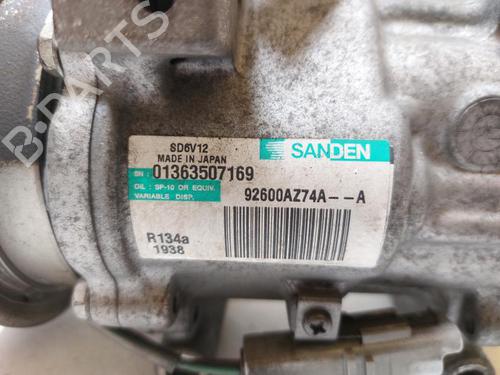 SD6V12
MADE IN JAPAN
SANDEN
SN : 01363507169
OIL : SP-10 OR EQUIV.
VARIABLE DISP.
92600AZ74A--A
R134a
1938
B-PARTS